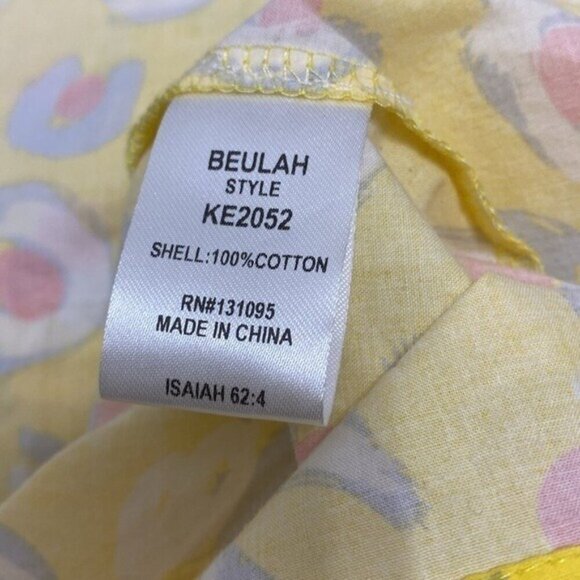 BEULAH
STYLE
KE2052
SHELL:100%COTTON
RN#131095
MADE IN CHINA
ISAIAH 62:4